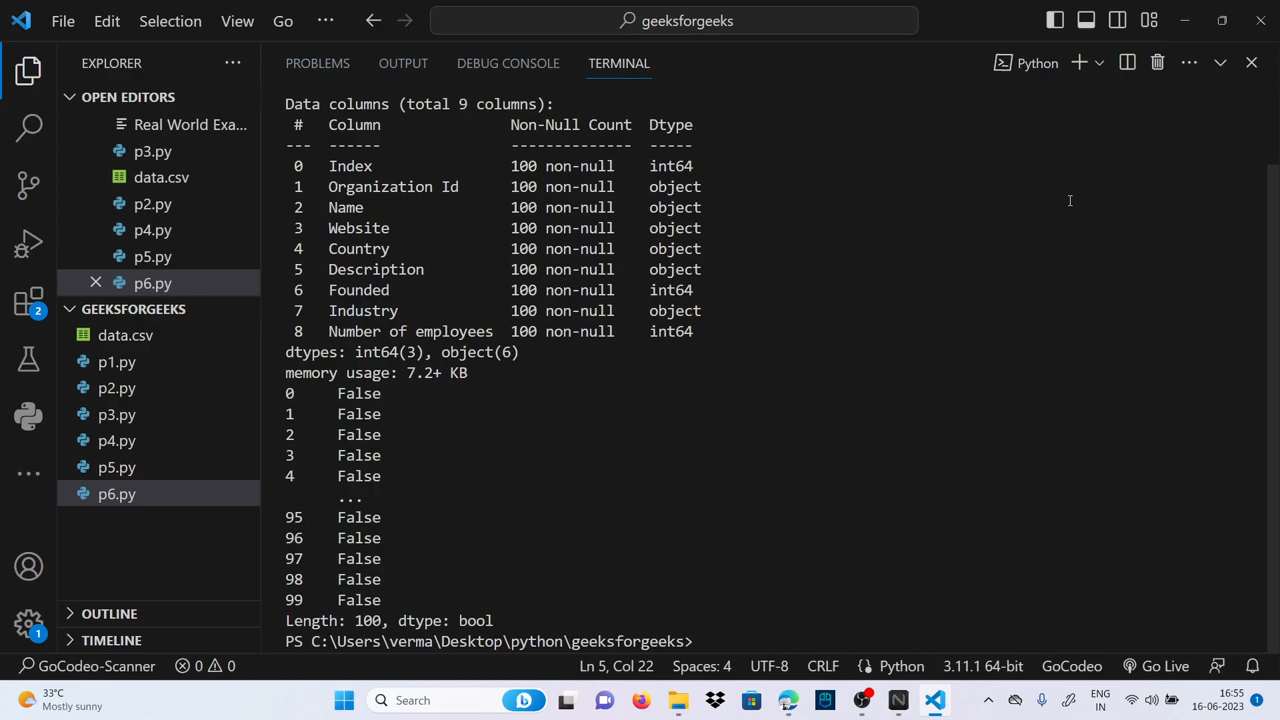 File Edit Selection View Go ... geeksforgeeks
EXPLORER ...
PROBLEMS OUTPUT DEBUG CONSOLE TERMINAL Python
OPEN EDITORS
Real World Exa...
p3.py
data.csv
p2.py
p4.py
p5.py
p6.py
GEEKSFORGEEKS
data.csv
p1.py
p2.py
p3.py
p4.py
p5.py
p6.py
OUTLINE
TIMELINE
2
1
Data columns (total 9 columns):
# Column Non-Null Count Dtype
--- ------ -------------- -----
0 Index 100 non-null int64
1 Organization Id 100 non-null object
2 Name 100 non-null object
3 Website 100 non-null object
4 Country 100 non-null object
5 Description 100 non-null object
6 Founded 100 non-null int64
7 Industry 100 non-null object
8 Number of employees 100 non-null int64
dtypes: int64(3), object(6)
memory usage: 7.2+ KB
0 False
1 False
2 False
3 False
4 False
...
95 False
96 False
97 False
98 False
99 False
Length: 100, dtype: bool
PS C:\Users\verma\Desktop\python\geeksforgeeks>
GoCodeo-Scanner 0 0 Ln 5, Col 22 Spaces: 4 UTF-8 CRLF Python 3.11.1 64-bit GoCodeo Go Live
33°C
Mostly sunny
Search
ENG
IN
16:55
16-06-2023
1